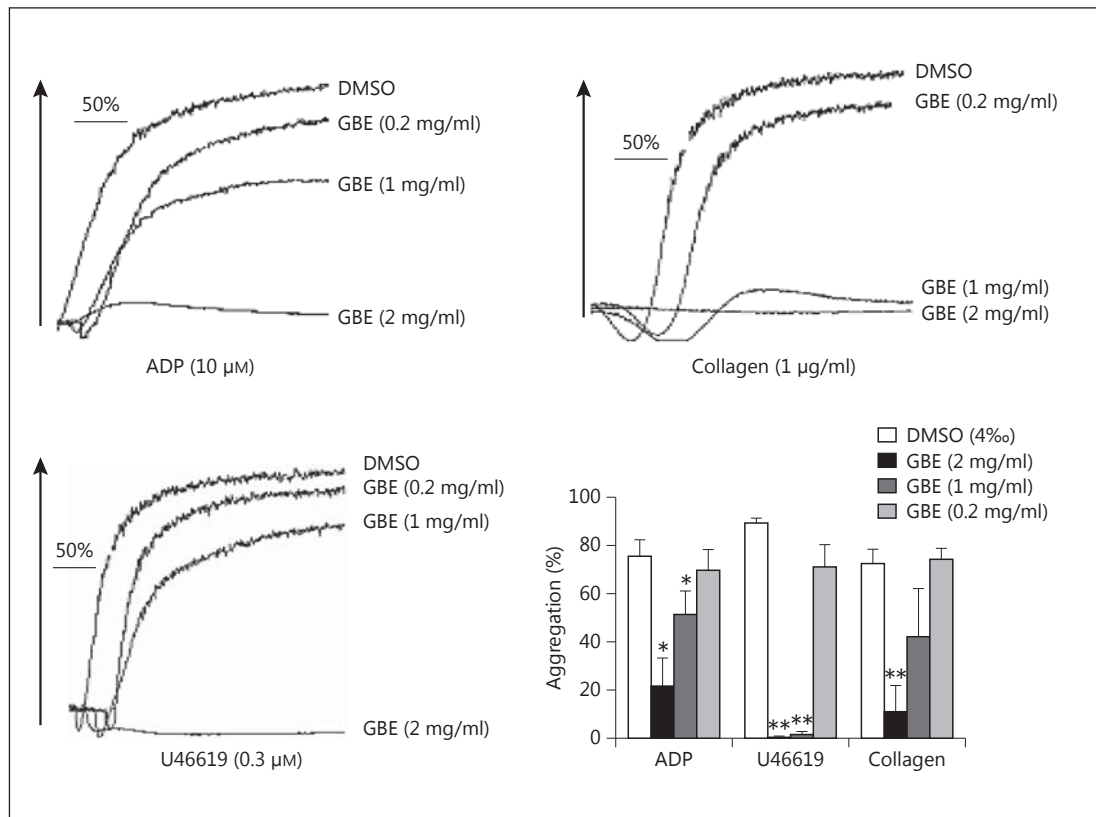 50%
DMSO
GBE (0.2 mg/ml)
GBE (1 mg/ml)
GBE (2 mg/ml)
ADP (10 μM)
50%
DMSO
GBE (0.2 mg/ml)
GBE (1 mg/ml)
GBE (2 mg/ml)
Collagen (1 μg/ml)
50%
DMSO
GBE (0.2 mg/ml)
GBE (1 mg/ml)
GBE (2 mg/ml)
U46619 (0.3 μM)
DMSO (4‰)
GBE (2 mg/ml)
GBE (1 mg/ml)
GBE (0.2 mg/ml)
Aggregation (%)
100
80
60
40
20
0
*
*
**
**
**
ADP
U46619
Collagen